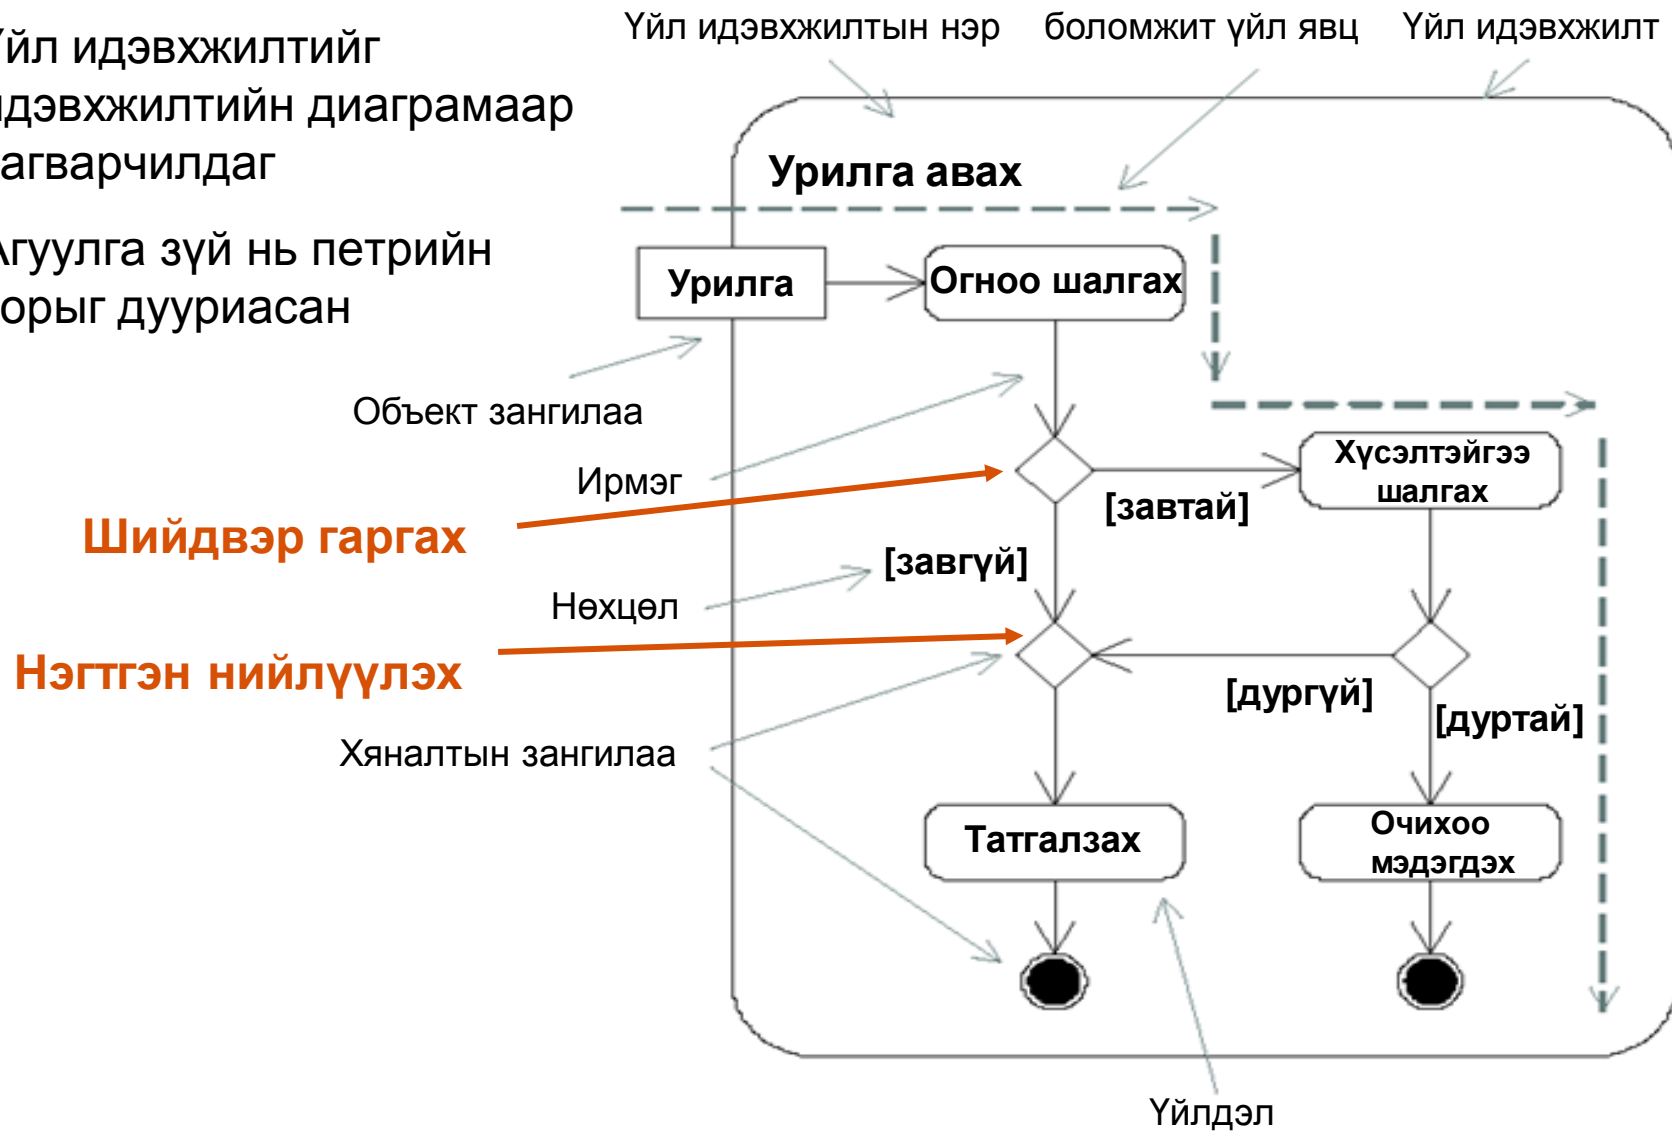 Үйл идэвхжилтийг
идэвхжилтийн диаграмаар
загварчилдаг
Агуулга зүй нь петрийн
торыг дууриасан
Үйл идэвхжилтын нэр
боломжит үйл явц
Үйл идэвхжилт
Урилга авах
Урилга
Огноо шалгах
Объект зангилаа
Ирмэг
Хүсэлтэйгээ
шалгах
[завтай]
Шийдвэр гаргах
[завгүй]
Нөхцөл
Нэгтгэн нийлүүлэх
[дургүй]
[дуртай]
Хяналтын зангилаа
Татгалзах
Очихоо
мэдэгдэх
Үйлдэл